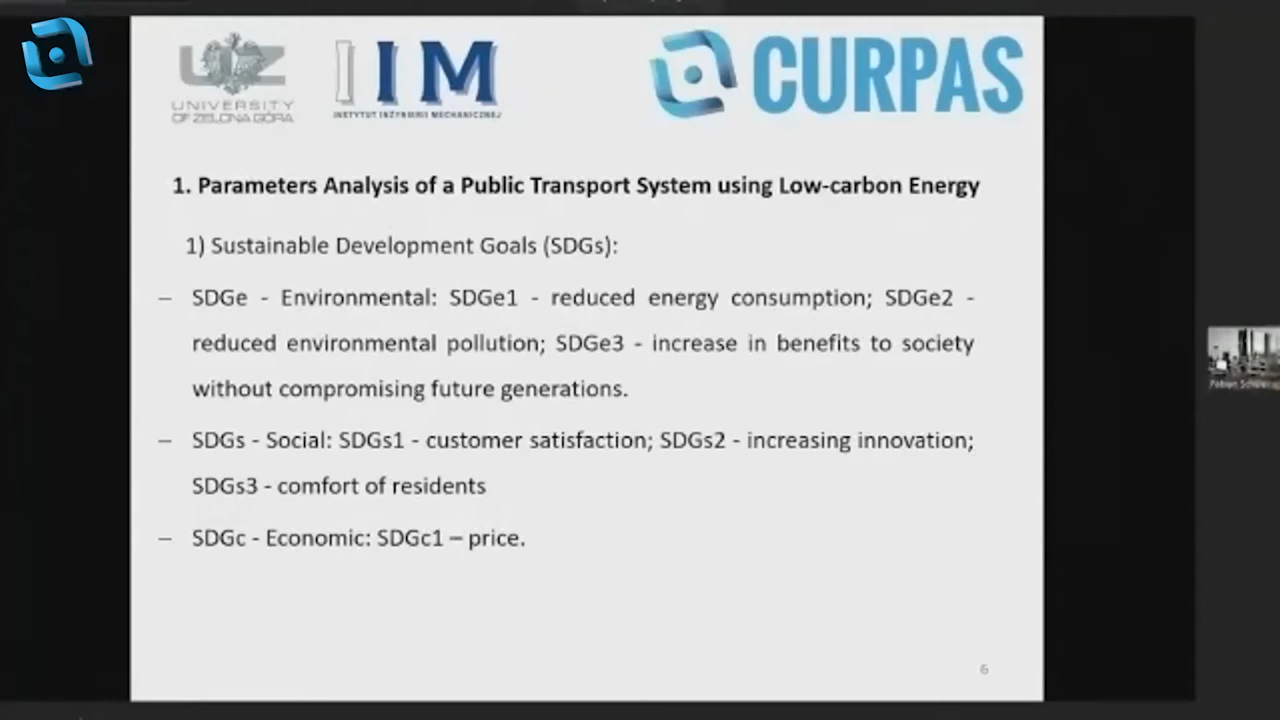 UZ
UNIVERSITY
OF ZIELONA GÓRA
IIM
INSTYTUT INŻYNIERII MECHANICZNEJ
CURPAS
1. Parameters Analysis of a Public Transport System using Low-carbon Energy
1) Sustainable Development Goals (SDGs):
– SDGe - Environmental: SDGe1 - reduced energy consumption; SDGe2 -
reduced environmental pollution; SDGe3 - increase in benefits to society
without compromising future generations.
– SDGs - Social: SDGs1 - customer satisfaction; SDGs2 - increasing innovation;
SDGs3 - comfort of residents
– SDGc - Economic: SDGc1 – price.
6